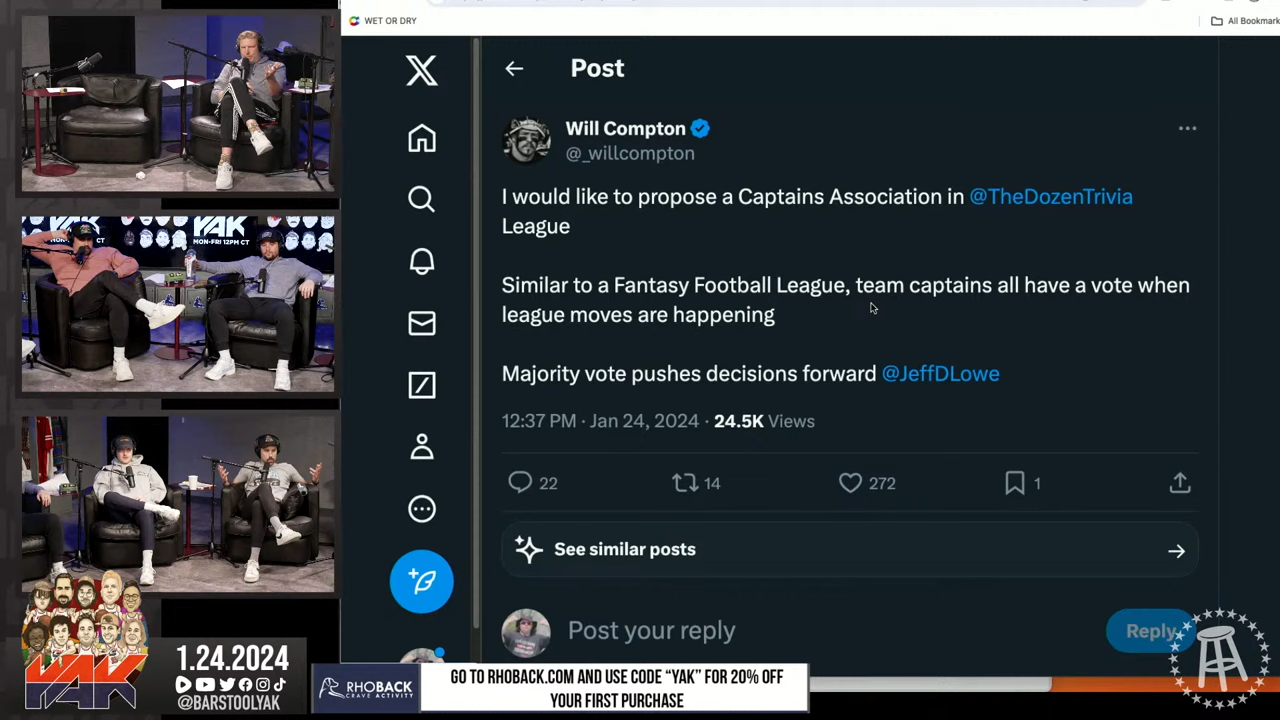 WET OR DRY
All Bookmark
Post
Will Compton
@_willcompton
I would like to propose a Captains Association in @TheDozenTrivia
League
Similar to a Fantasy Football League, team captains all have a vote when
league moves are happening
Majority vote pushes decisions forward @JeffDLowe
12:37 PM · Jan 24, 2024 · 24.5K Views
22
14
272
1
See similar posts
Post your reply
Reply
YAK
MON-FRI 12PM CT
YAK
1.24.2024
@BARSTOOLYAK
RHOBACK
CRAVE ACTIVITY
GO TO RHOBACK.COM AND USE CODE “YAK” FOR 20% OFF
YOUR FIRST PURCHASE